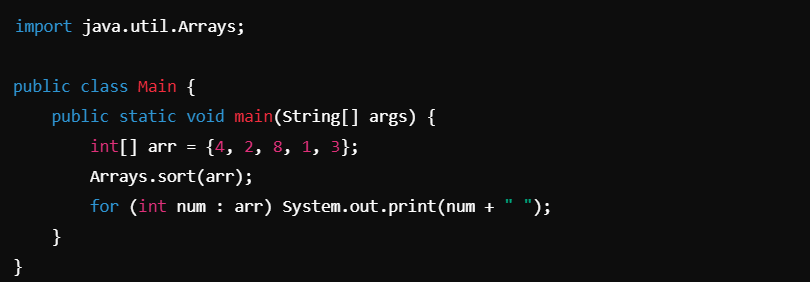 import java.util.Arrays;
public class Main {
public static void main(String[] args) {
int[] arr = {4, 2, 8, 1, 3};
Arrays.sort(arr);
for (int num : arr) System.out.print(num + " ");
}
}